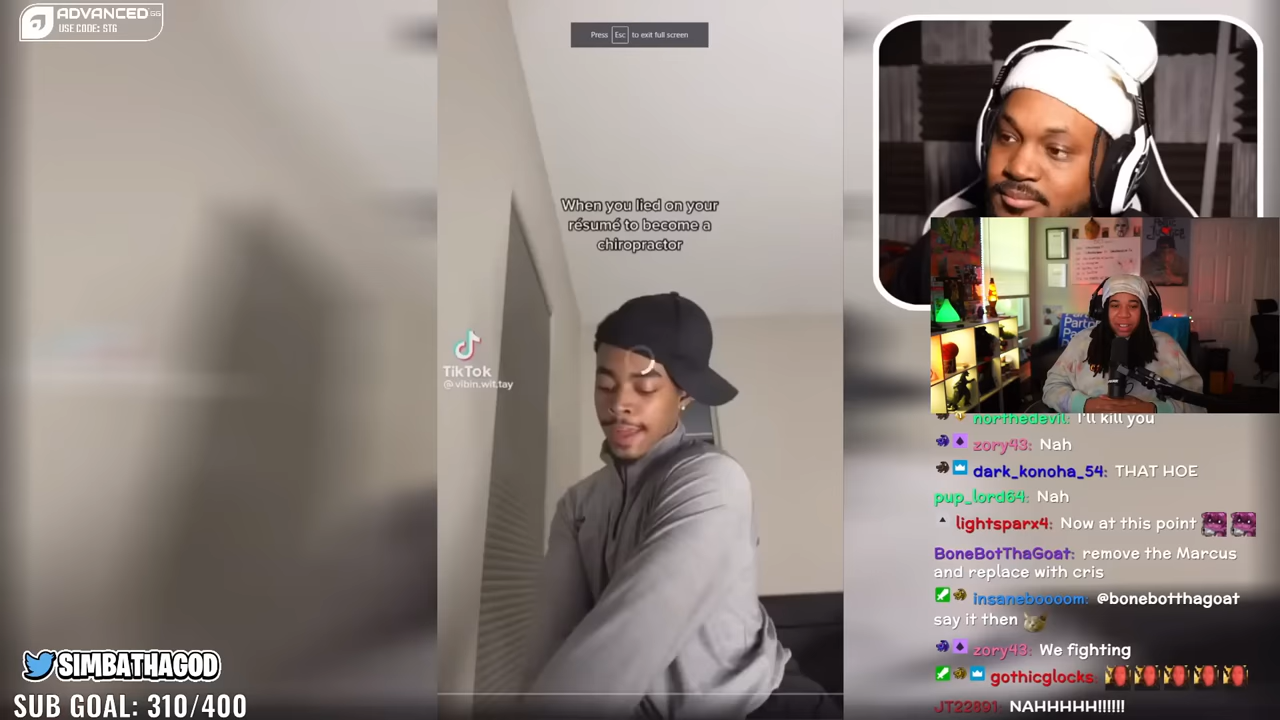 ADVANCED SG
USE CODE: STG
Press Esc to exit full screen
When you lied on your
résumé to become a
chiropractor
TikTok
@vibin.wit.tay
northedevil: I'll kill you
zory43: Nah
dark_konoha_54: THAT HOE
pup_lord64: Nah
lightsparx4: Now at this point
BoneBotThaGoat: remove the Marcus
and replace with cris
insaneboooom: @bonebotthagoat
say it then
zory43: We fighting
gothicglocks:
JT22691: NAHHHHH!!!!!!
SIMBATHAGOD
SUB GOAL: 310/400